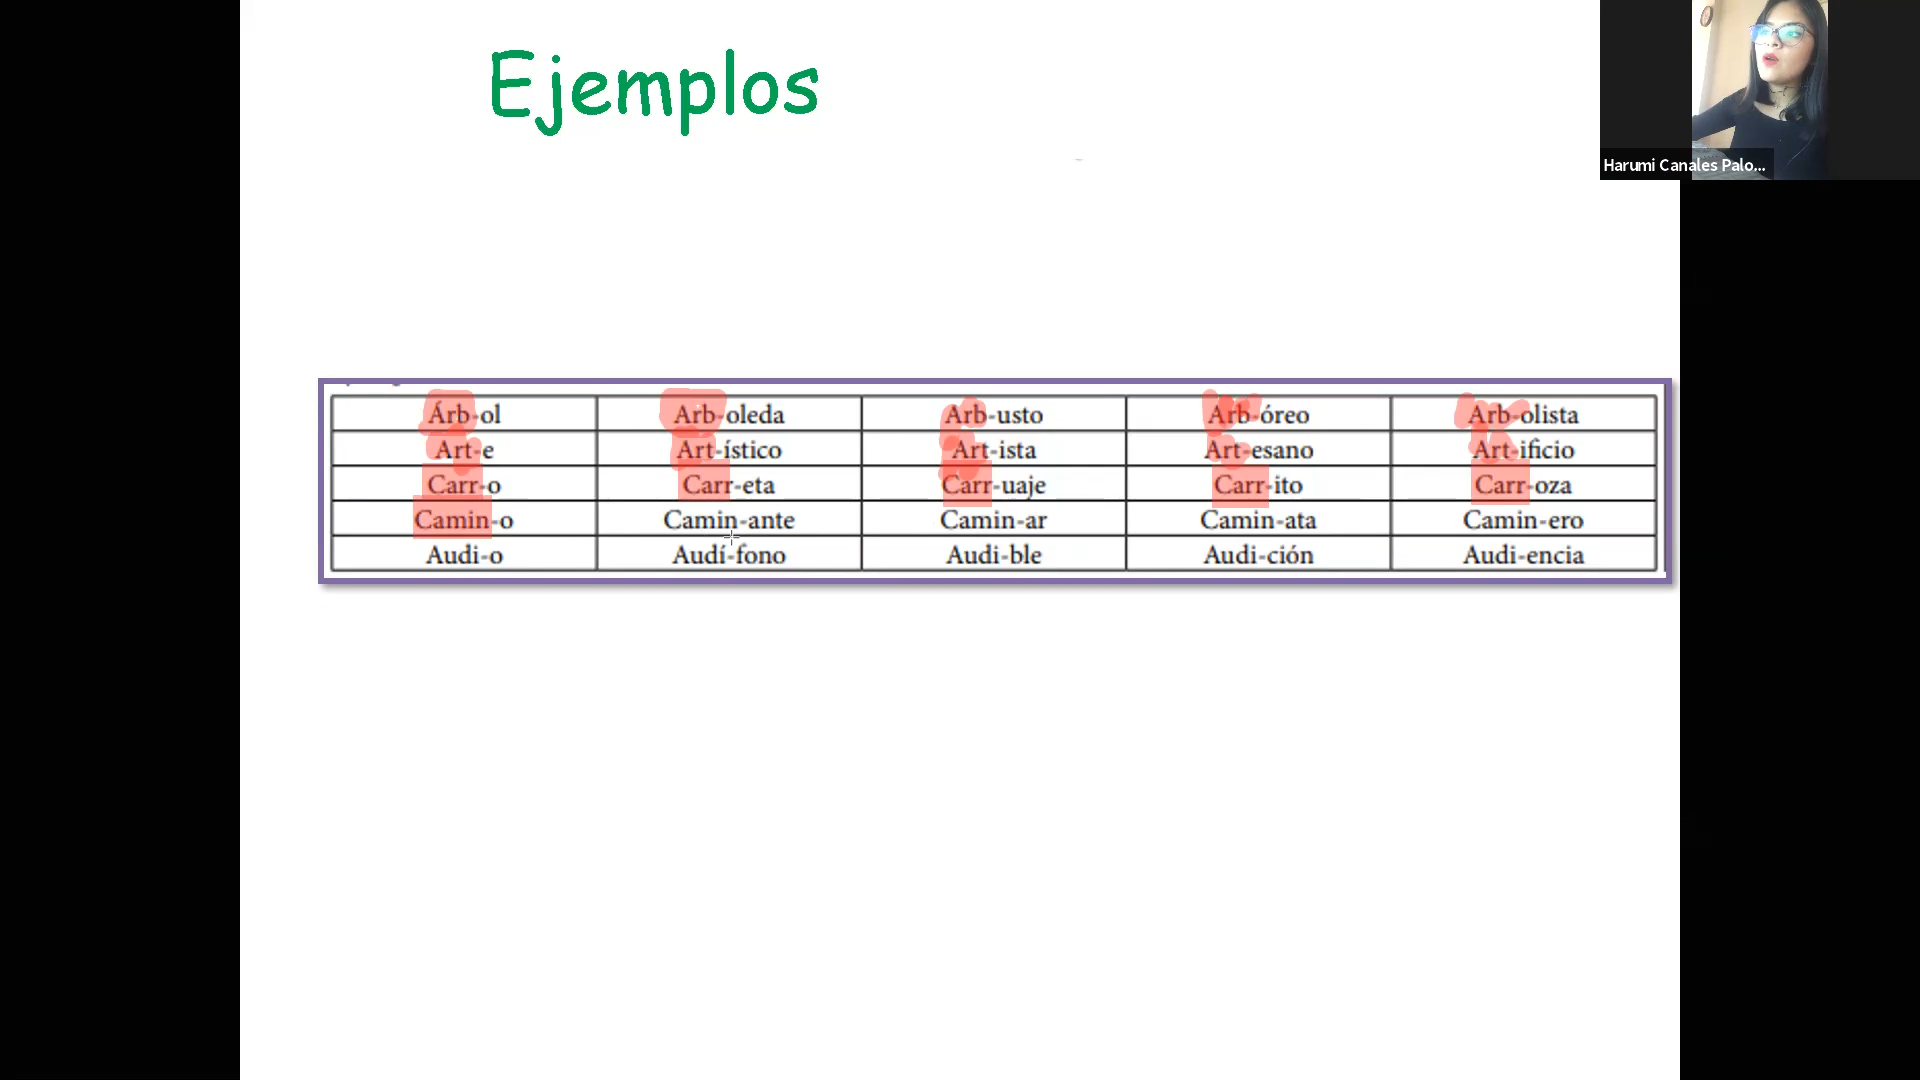 Ejemplos
Harumi Canales Palo...
Árb-ol Arb-oleda Arb-usto Arb-óreo Arb-olista
Art-e Art-ístico Art-ista Art-esano Art-ificio
Carr-o Carr-eta Carr-uaje Carr-ito Carr-oza
Camin-o Camin-ante Camin-ar Camin-ata Camin-ero
Audi-o Audí-fono Audi-ble Audi-ción Audi-encia